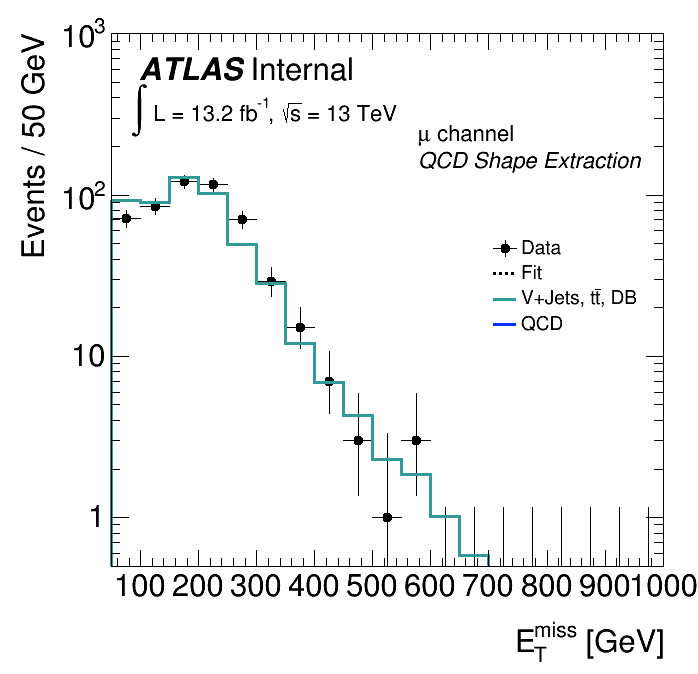 10³
Events / 50 GeV
ATLAS Internal
∫ L = 13.2 fb⁻¹, √s = 13 TeV
μ channel
QCD Shape Extraction
10²
Data
Fit
V+Jets, tt̄, DB
QCD
10
1
100 200 300 400 500 600 700 800 900 1000
E_T^miss [GeV]